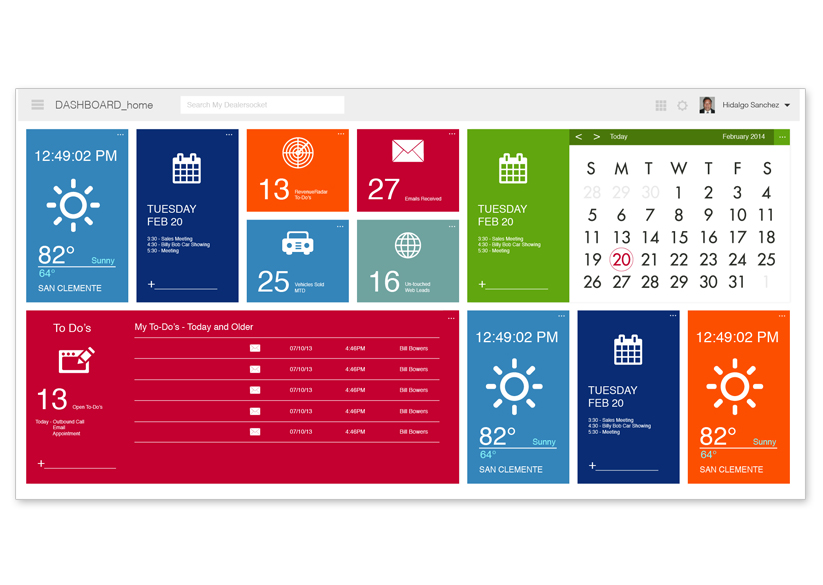 DASHBOARD_home
Search My Dealersocket
Hidalgo Sanchez
12:49:02 PM
82°
Sunny
64°
SAN CLEMENTE
TUESDAY
FEB 20
3:30 - Sales Meeting
4:30 - Billy Bob Car Showing
5:30 - Meeting
+
13
RevenueRadar
To-Do's
27
Emails Received
25
Vehicles Sold
MTD
16
Un-touched
Web Leads
TUESDAY
FEB 20
3:30 - Sales Meeting
4:30 - Billy Bob Car Showing
5:30 - Meeting
+
< > Today February 2014
S M T W T F S
28 29 30 1 2 3 4
5 6 7 8 9 10 11
11 13 14 15 16 17 18
19 20 21 22 23 24 25
26 27 28 29 30 31 1
To Do's
13
Open To-Do's
Today - Outbound Call
Email
Appointment
+
My To-Do's - Today and Older
07/10/13 4:46PM Bill Bowers
07/10/13 4:46PM Bill Bowers
07/10/13 4:46PM Bill Bowers
07/10/13 4:46PM Bill Bowers
07/10/13 4:46PM Bill Bowers
12:49:02 PM
82°
Sunny
64°
SAN CLEMENTE
TUESDAY
FEB 20
3:30 - Sales Meeting
4:30 - Billy Bob Car Showing
5:30 - Meeting
+
12:49:02 PM
82°
Sunny
64°
SAN CLEMENTE